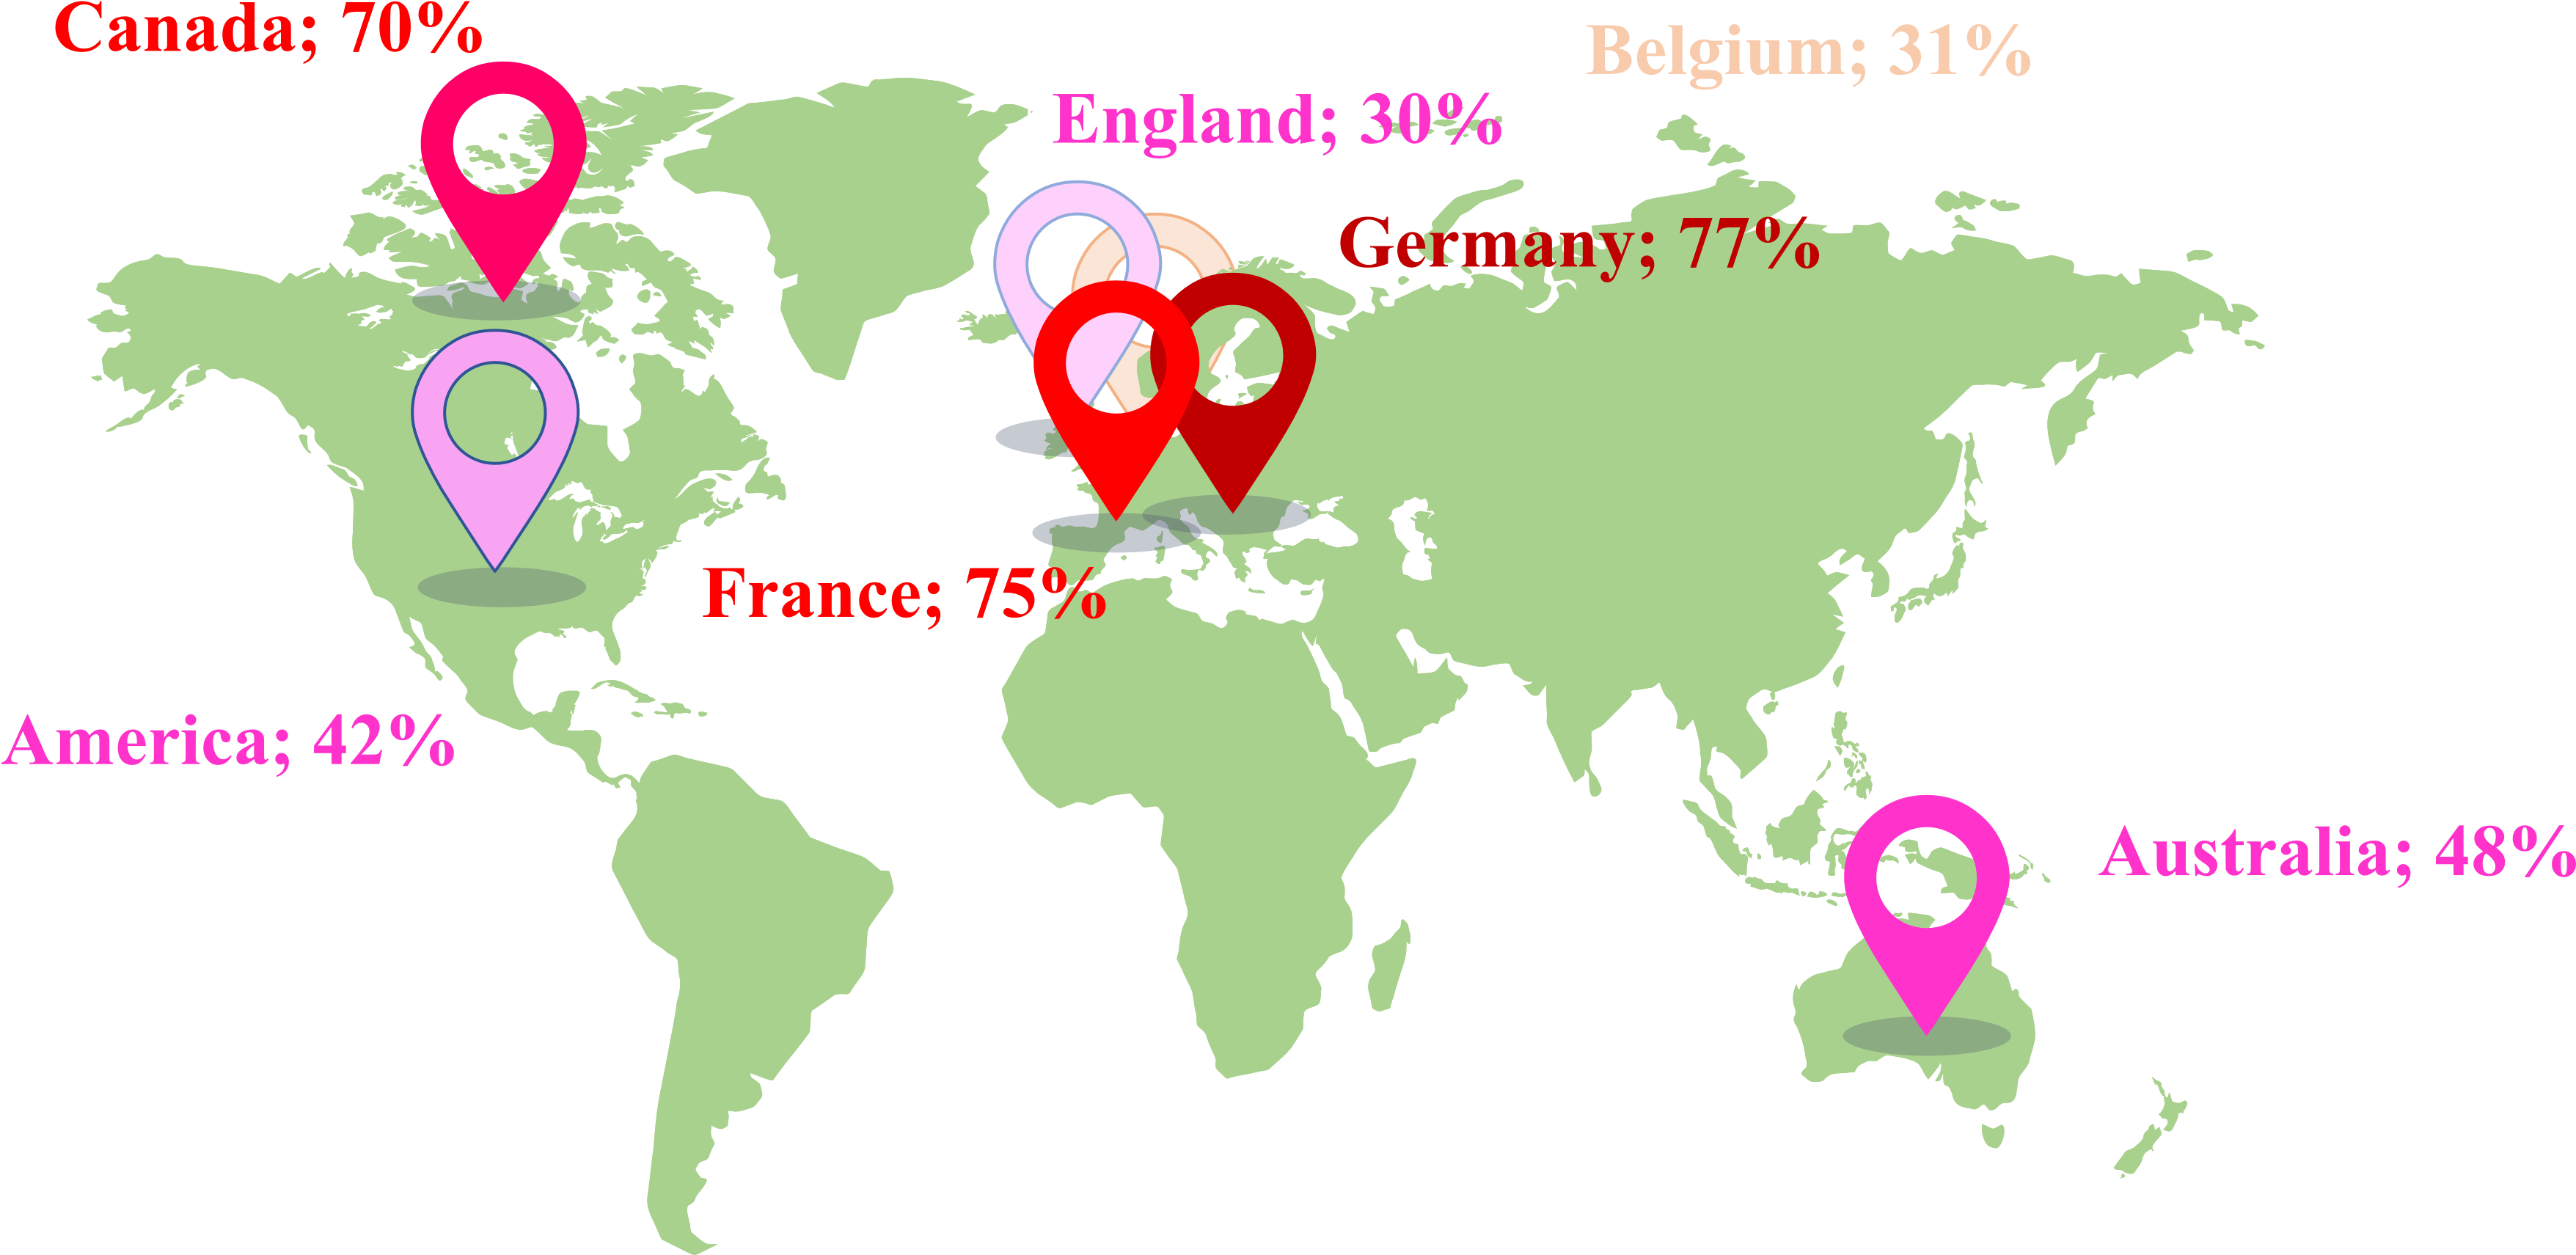 Canada; 70%
Belgium; 31%
England; 30%
Germany; 77%
France; 75%
America; 42%
Australia; 48%